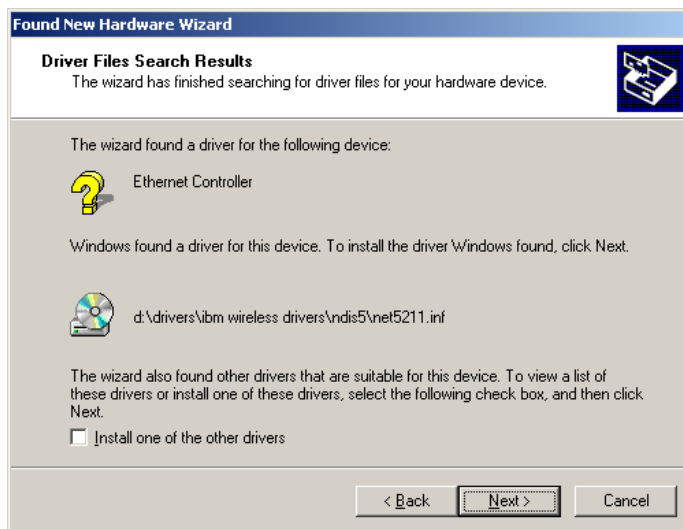 Found New Hardware Wizard
Driver Files Search Results
The wizard has finished searching for driver files for your hardware device.
The wizard found a driver for the following device:
Ethernet Controller
Windows found a driver for this device. To install the driver Windows found, click Next.
d:\drivers\ibm wireless drivers\ndis5\net5211.inf
The wizard also found other drivers that are suitable for this device. To view a list of
these drivers or install one of these drivers, select the following check box, and then click
Next.
Install one of the other drivers
< Back
Next >
Cancel